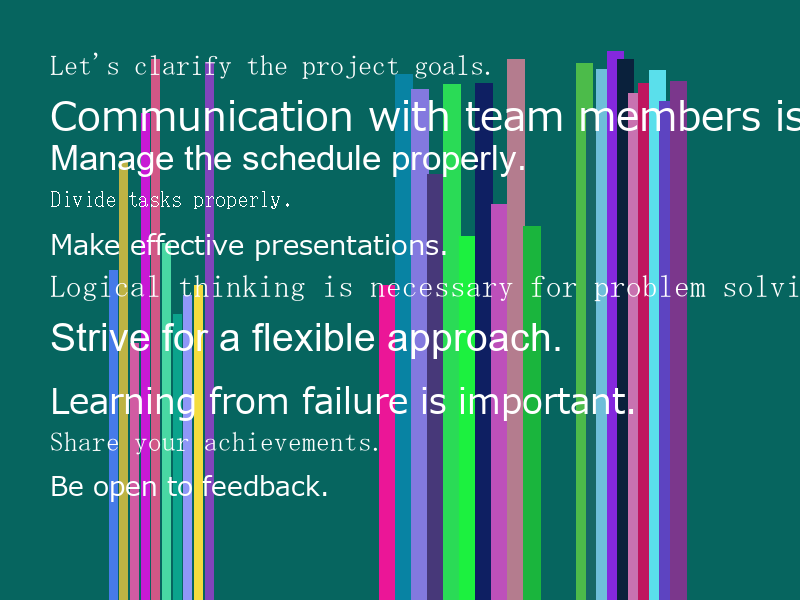 Let's clarify the project goals.
Communication with team members is
Manage the schedule properly.
Divide tasks properly.
Make effective presentations.
Logical thinking is necessary for problem solvi
Strive for a flexible approach.
Learning from failure is important.
Share your achievements.
Be open to feedback.